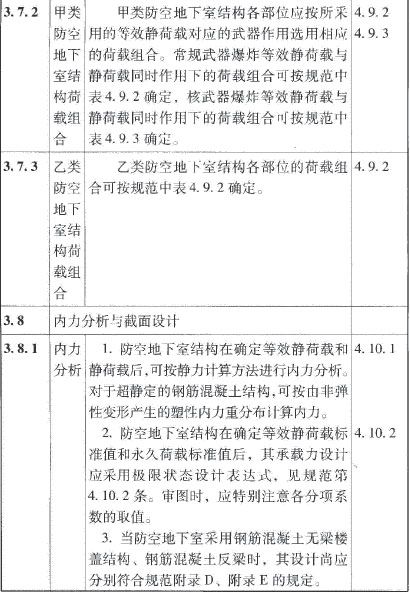 3.7.2 甲类 甲类防空地下室结构各部位应按所采 4.9.2
防空 用的等效静荷载对应的武器作用选用相应 4.9.3
地下 的荷载组合。常规武器爆炸等效静荷载与
室结 静荷载同时作用下的荷载组合可按规范中
构荷 表4.9.2确定，核武器爆炸等效静荷载与
载组 静荷载同时作用下的荷载组合可按规范中
合 表4.9.3确定。
3.7.3 乙类 乙类防空地下室结构各部位的荷载组 4.9.2
防空 合可按规范中表4.9.2确定。
地下
室结
构荷
载组
合
3.8 内力分析与截面设计
3.8.1 内力 1. 防空地下室结构在确定等效静荷载和 4.10.1
分析 静荷载后,可按静力计算方法进行内力分析。
对于超静定的钢筋混凝土结构,可按由非弹
性变形产生的塑性内力重分布计算内力。
2. 防空地下室结构在确定等效静荷载标 4.10.2
准值和永久荷载标准值后，其承载力设计
应采用极限状态设计表达式，见规范第
4.10.2条。审图时，应特别注意各分项系
数的取值。
3. 当防空地下室采用钢筋混凝土无梁楼
盖结构、钢筋混凝土反梁时，其设计尚应
分别符合规范附录D、附录E的规定。